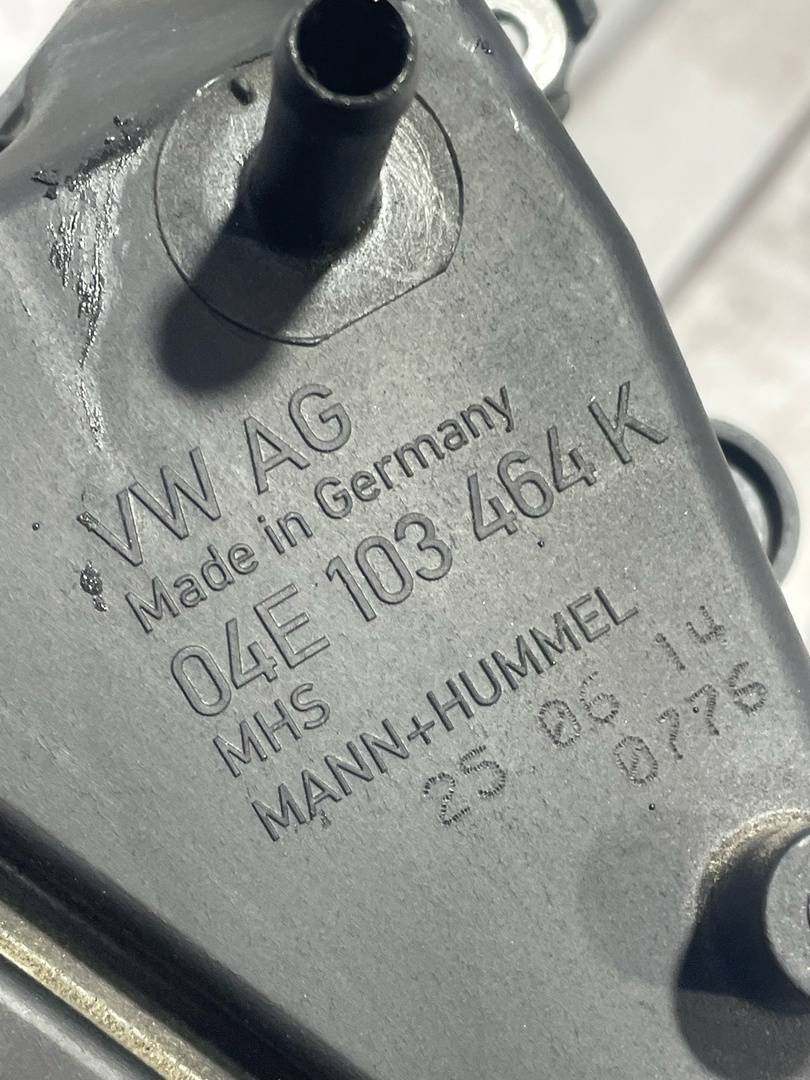 VW AG
Made in Germany
04E 103 464 K
MHS
MANN+HUMMEL
25 06 14
0776